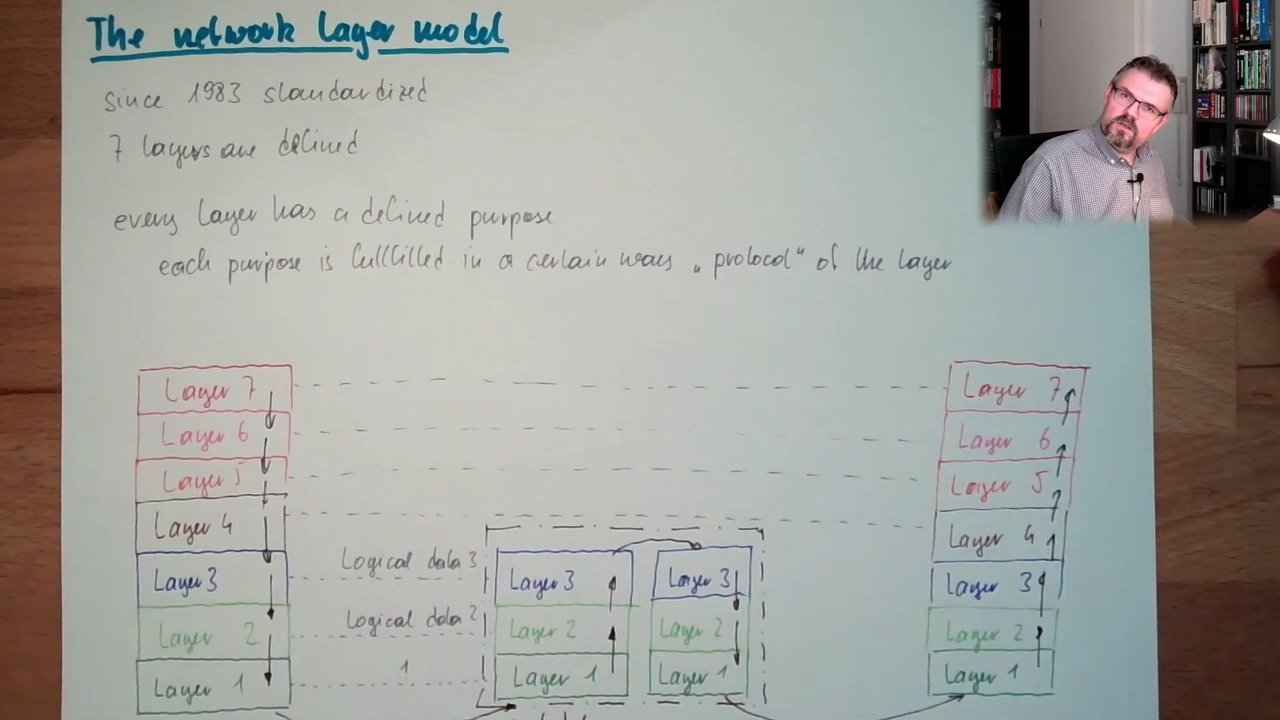 The network Layer model
since 1983 standardized
7 layers are defined
every Layer has a defined purpose
each purpose is fullfilled in a certain ways „protocol“ of the layer
Layer 7
Layer 6
Layer 5
Layer 4
Layer 3
Layer 2
Layer 1
Logical data 3
Logical data 2
1
Layer 3
Layer 2
Layer 1
Layer 3
Layer 2
Layer 1
Layer 7
Layer 6
Layer 5
Layer 4
Layer 3
Layer 2
Layer 1